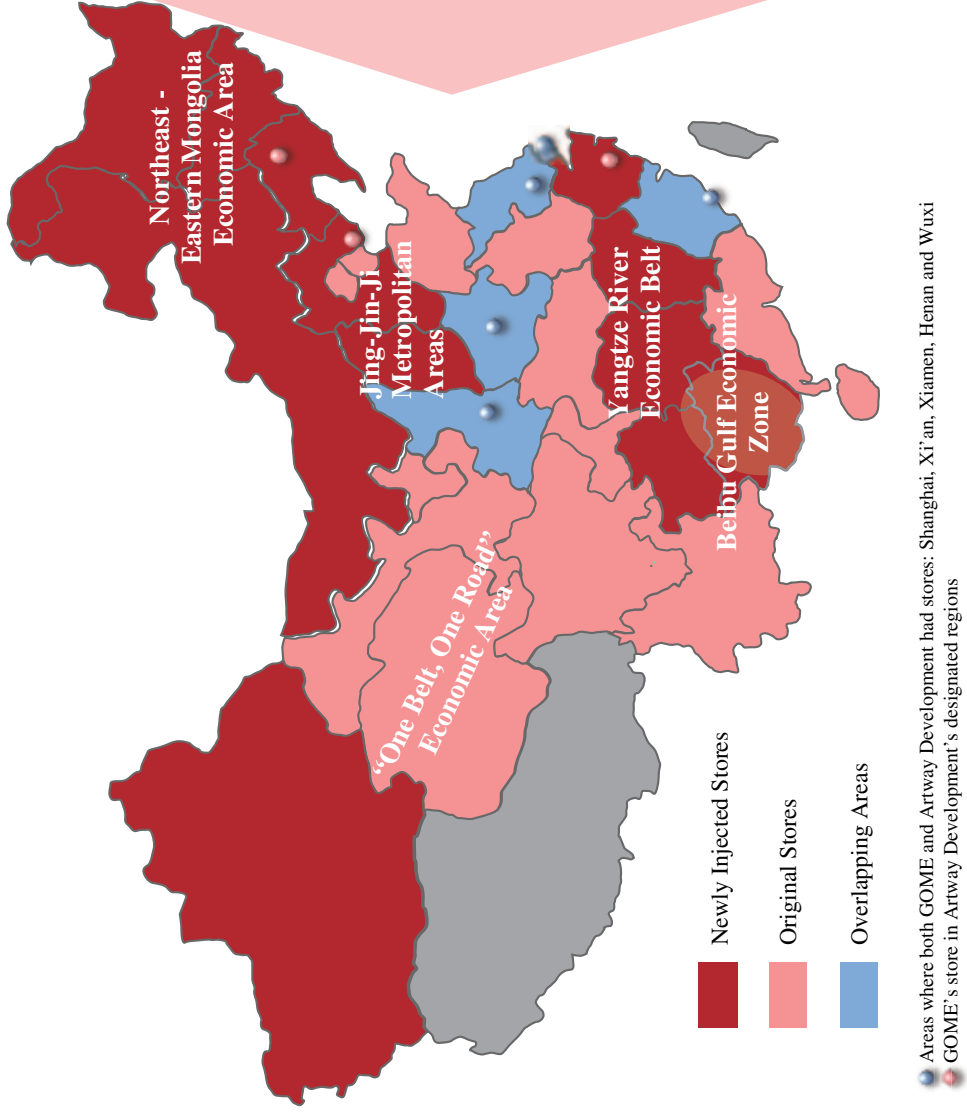 Northeast -
Eastern Mongolia
Economic Area
Jing-Jin-Ji
Metropolitan
Areas
“One Belt, One Road”
Economic Area
Yangtze River
Economic Belt
Beibu Gulf Economic
Zone
Newly Injected Stores
Original Stores
Overlapping Areas
Areas where both GOME and Artway Development had stores: Shanghai, Xi’an, Xiamen, Henan and Wuxi
GOME’s store in Artway Development’s designated regions